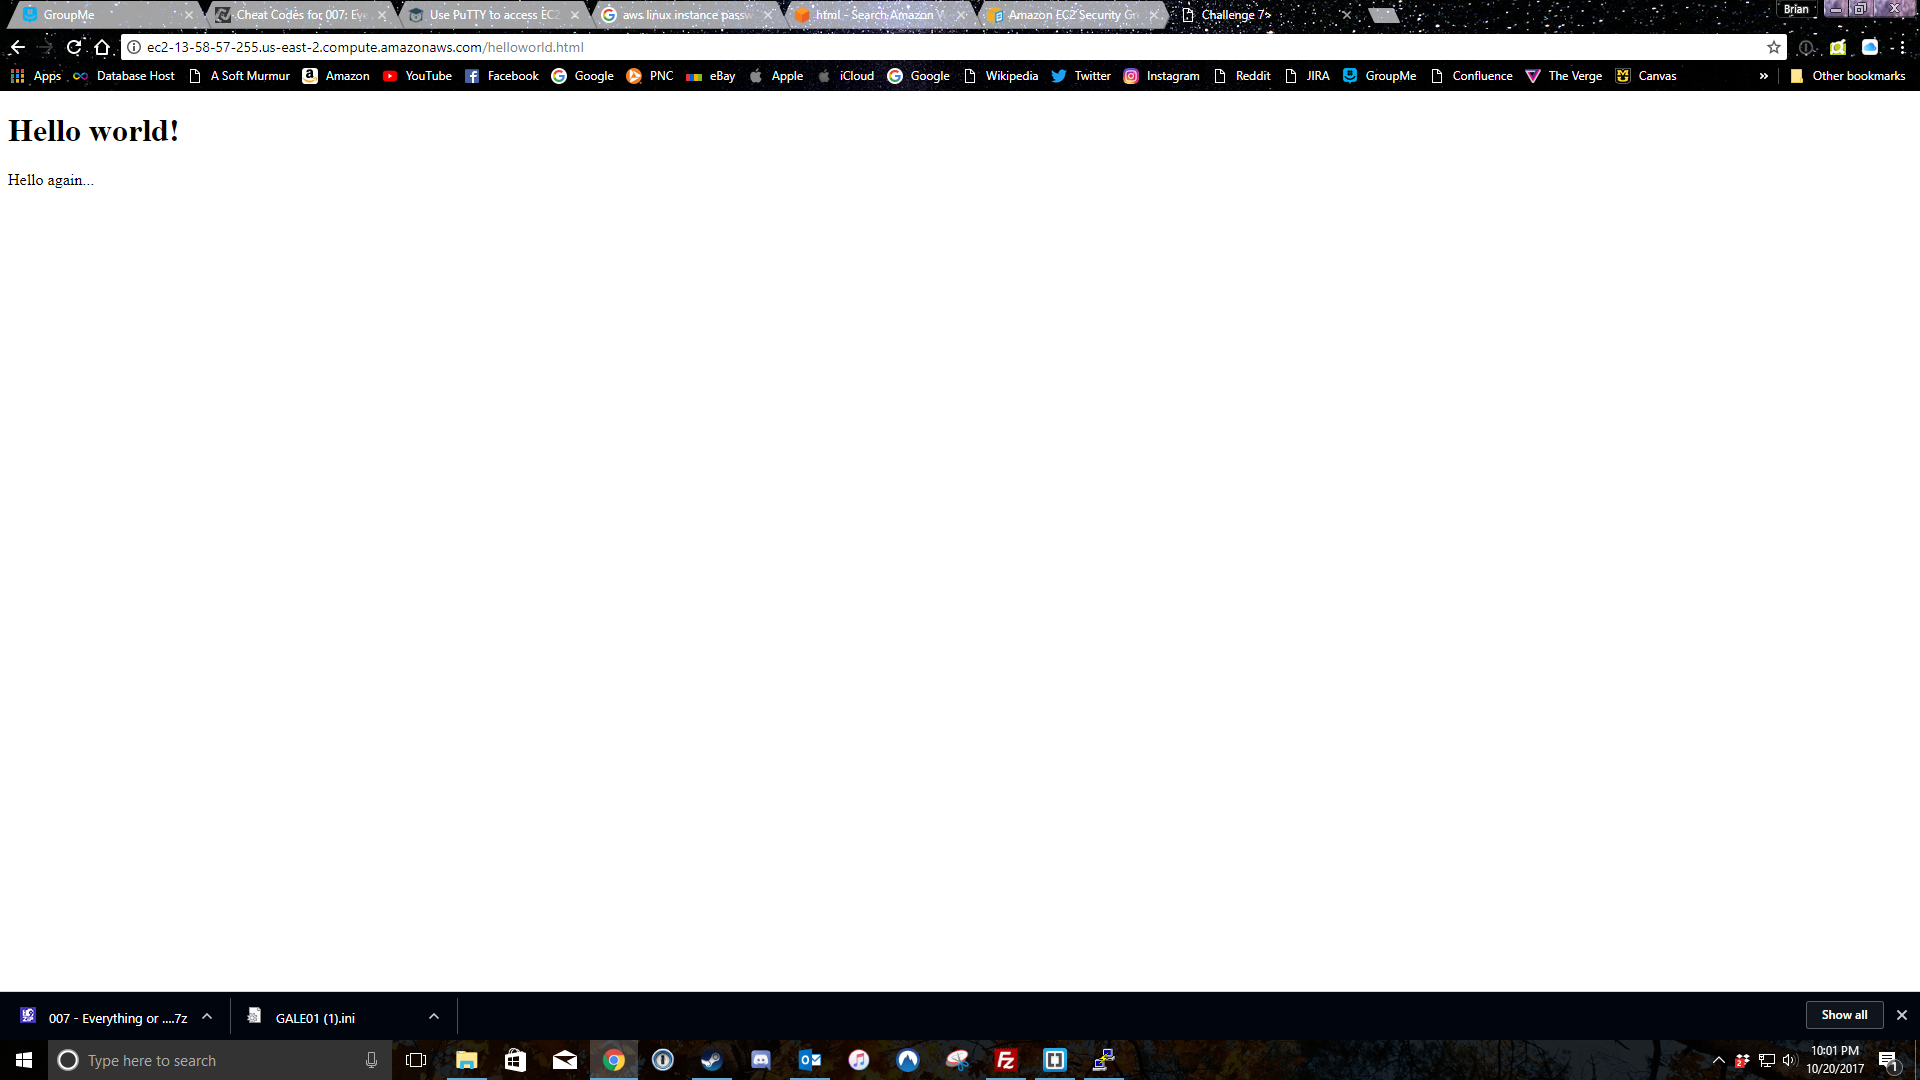 GroupMe
Cheat Codes for 007: Eve
Use PuTTY to access EC2
aws linux instance passw
html - Search Amazon
Amazon EC2 Security Gr
Challenge 7>
Brian
ec2-13-58-57-255.us-east-2.compute.amazonaws.com/helloworld.html
Apps
Database Host
A Soft Murmur
Amazon
YouTube
Facebook
Google
PNC
eBay
Apple
iCloud
Google
Wikipedia
Twitter
Instagram
Reddit
JIRA
GroupMe
Confluence
The Verge
Canvas
»
Other bookmarks
Hello world!
Hello again...
007 - Everything or ....7z
GALE01 (1).ini
Show all
Type here to search
10:01 PM
10/20/2017